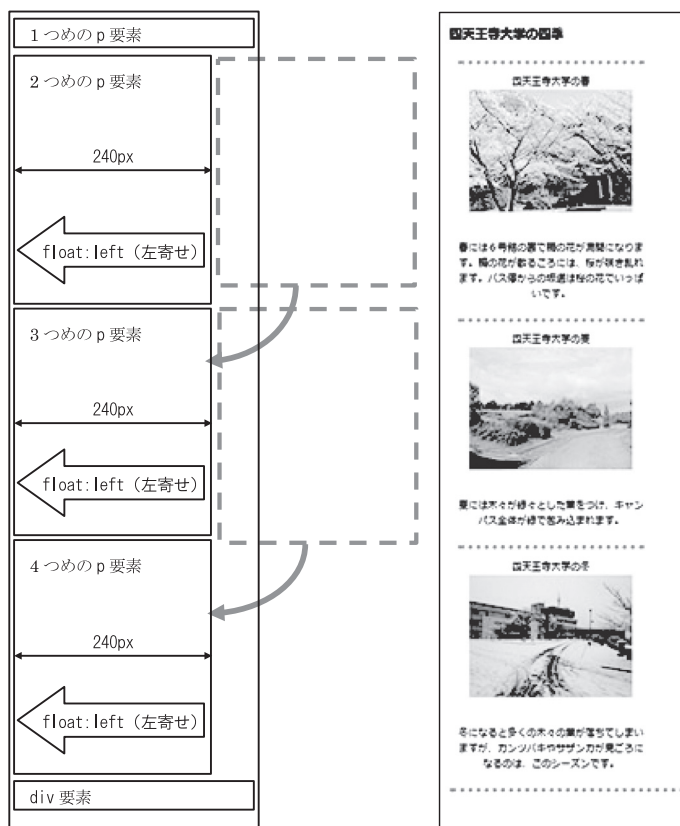 1つめのp要素
2つめのp要素
240px
float:left（左寄せ）
3つめのp要素
240px
float:left（左寄せ）
4つめのp要素
240px
float:left（左寄せ）
div要素
四天王寺大学の四季
四天王寺大学の春
春には6号館の裏で梅の花が満開になりま
す。梅の花が散るころには、桜が咲き乱れ
ます。バス停からの坂道は桜の花でいっぱ
いです。
四天王寺大学の夏
夏には木々が緑々とした葉をつけ、キャン
パス全体が緑で包み込まれます。
四天王寺大学の冬
冬になると多くの木々の葉が落ちてしまい
ますが、カンツバキやサザンカが見ごろに
なるのは、このシーズンです。